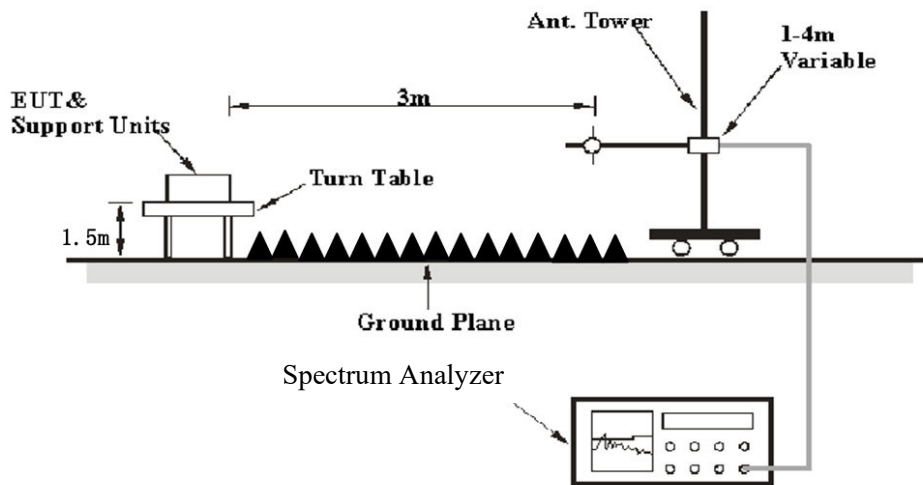 Ant. Tower
1-4m
Variable
EUT&
Support Units
3m
Turn Table
1.5m
Ground Plane
Spectrum Analyzer